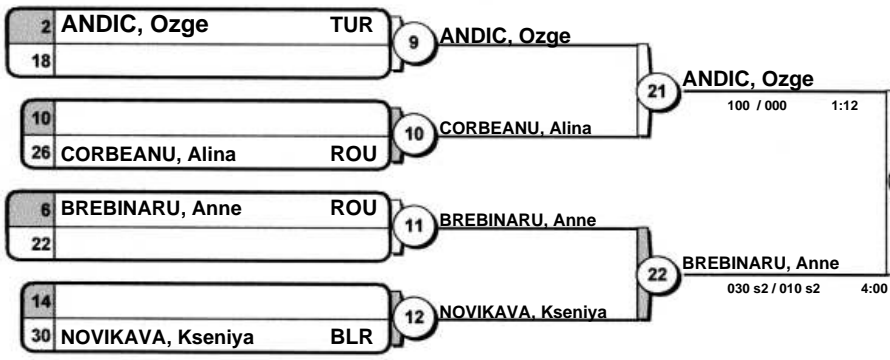 2 ANDIC, Ozge TUR
18
9 ANDIC, Ozge
10
26 CORBEANU, Alina ROU
10 CORBEANU, Alina
21 ANDIC, Ozge
100 / 000 1:12
6 BREBINARU, Anne ROU
22
11 BREBINARU, Anne
14
30 NOVIKAVA, Kseniya BLR
12 NOVIKAVA, Kseniya
22 BREBINARU, Anne
030 s2 / 010 s2 4:00